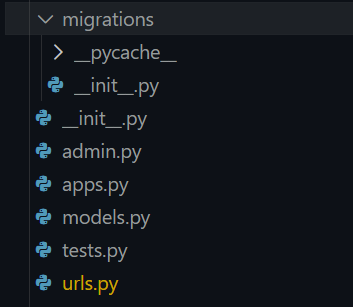 migrations
__pycache__
__init__.py
__init__.py
admin.py
apps.py
models.py
tests.py
urls.py